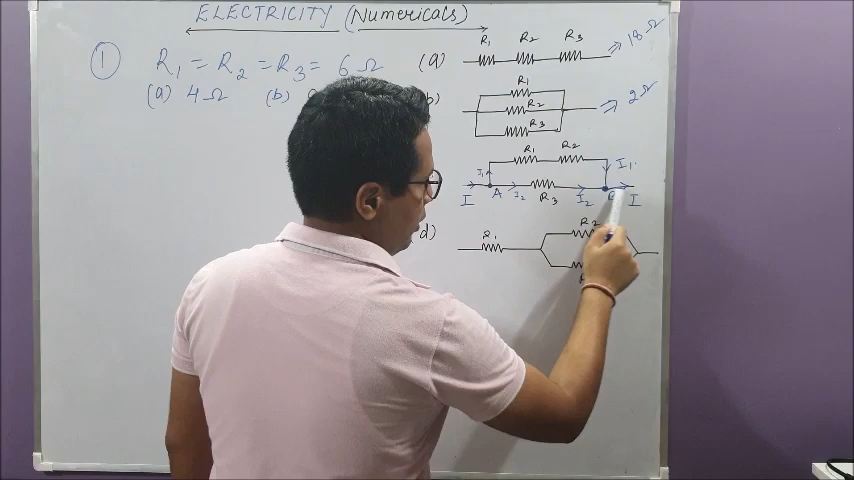 ELECTRICITY (Numericals)
① R₁ = R₂ = R₃ = 6 Ω
(a) 4 Ω (b)
(a) R₁ R₂ R₃ ⇒ 18 Ω
b) R₁ R₂ R₃ ⇒ 2 Ω
R₁ R₂ I₁
I₁ I A I₂ R₃ I₂ I
d) R₁ R₂